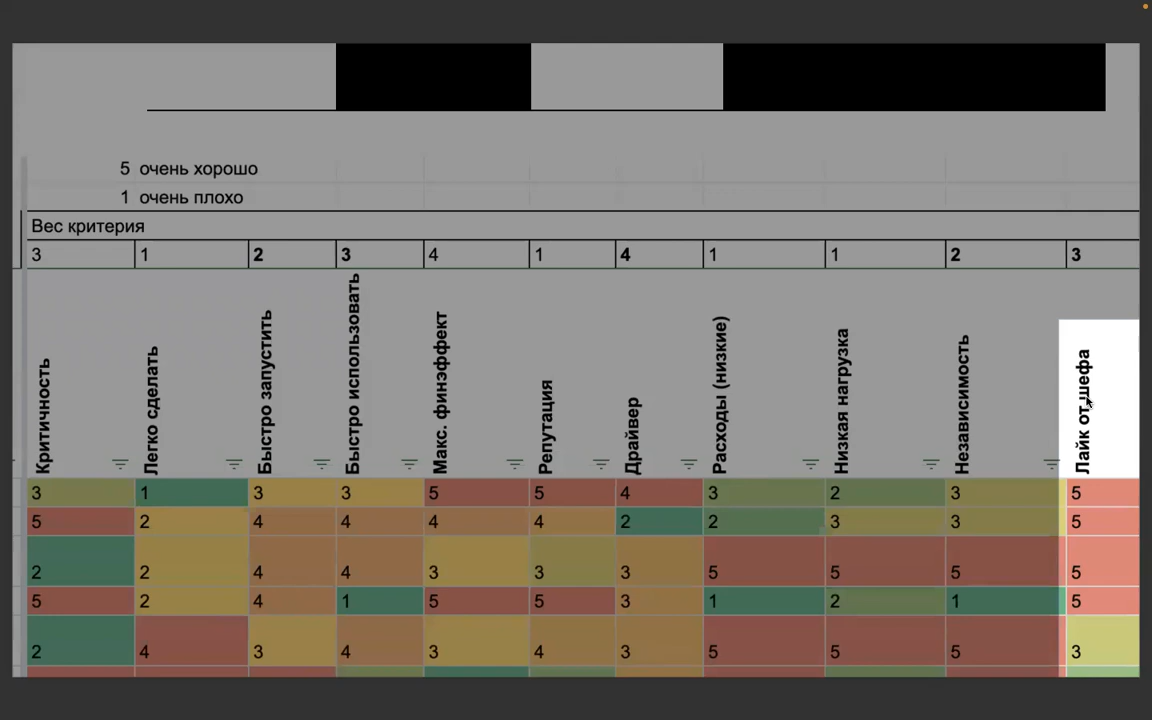 5 очень хорошо
1 очень плохо
Вес критерия
3 1 2 3 4 1 4 1 1 2 3
Критичность Легко сделать Быстро запустить Быстро использовать Макс. финэффект Репутация Драйвер Расходы (низкие) Низкая нагрузка Независимость Лайк от шефа
3 1 3 3 5 5 4 3 2 3 5
5 2 4 4 4 4 2 2 3 3 5
2 2 4 4 3 3 3 5 5 5 5
5 2 4 1 5 5 3 1 2 1 5
2 4 3 4 3 4 3 5 5 5 3